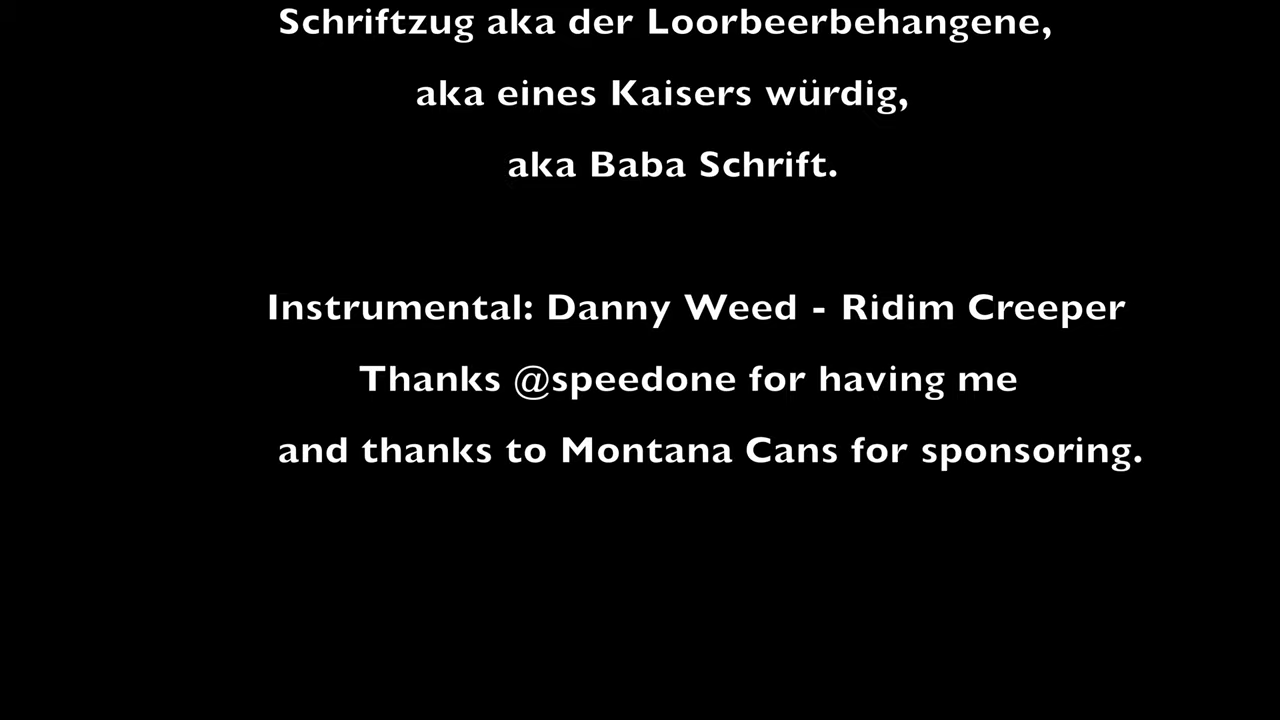 Schriftzug aka der Loorbeerbehangene,
aka eines Kaisers würdig,
aka Baba Schrift.
Instrumental: Danny Weed - Ridim Creeper
Thanks @speedone for having me
and thanks to Montana Cans for sponsoring.